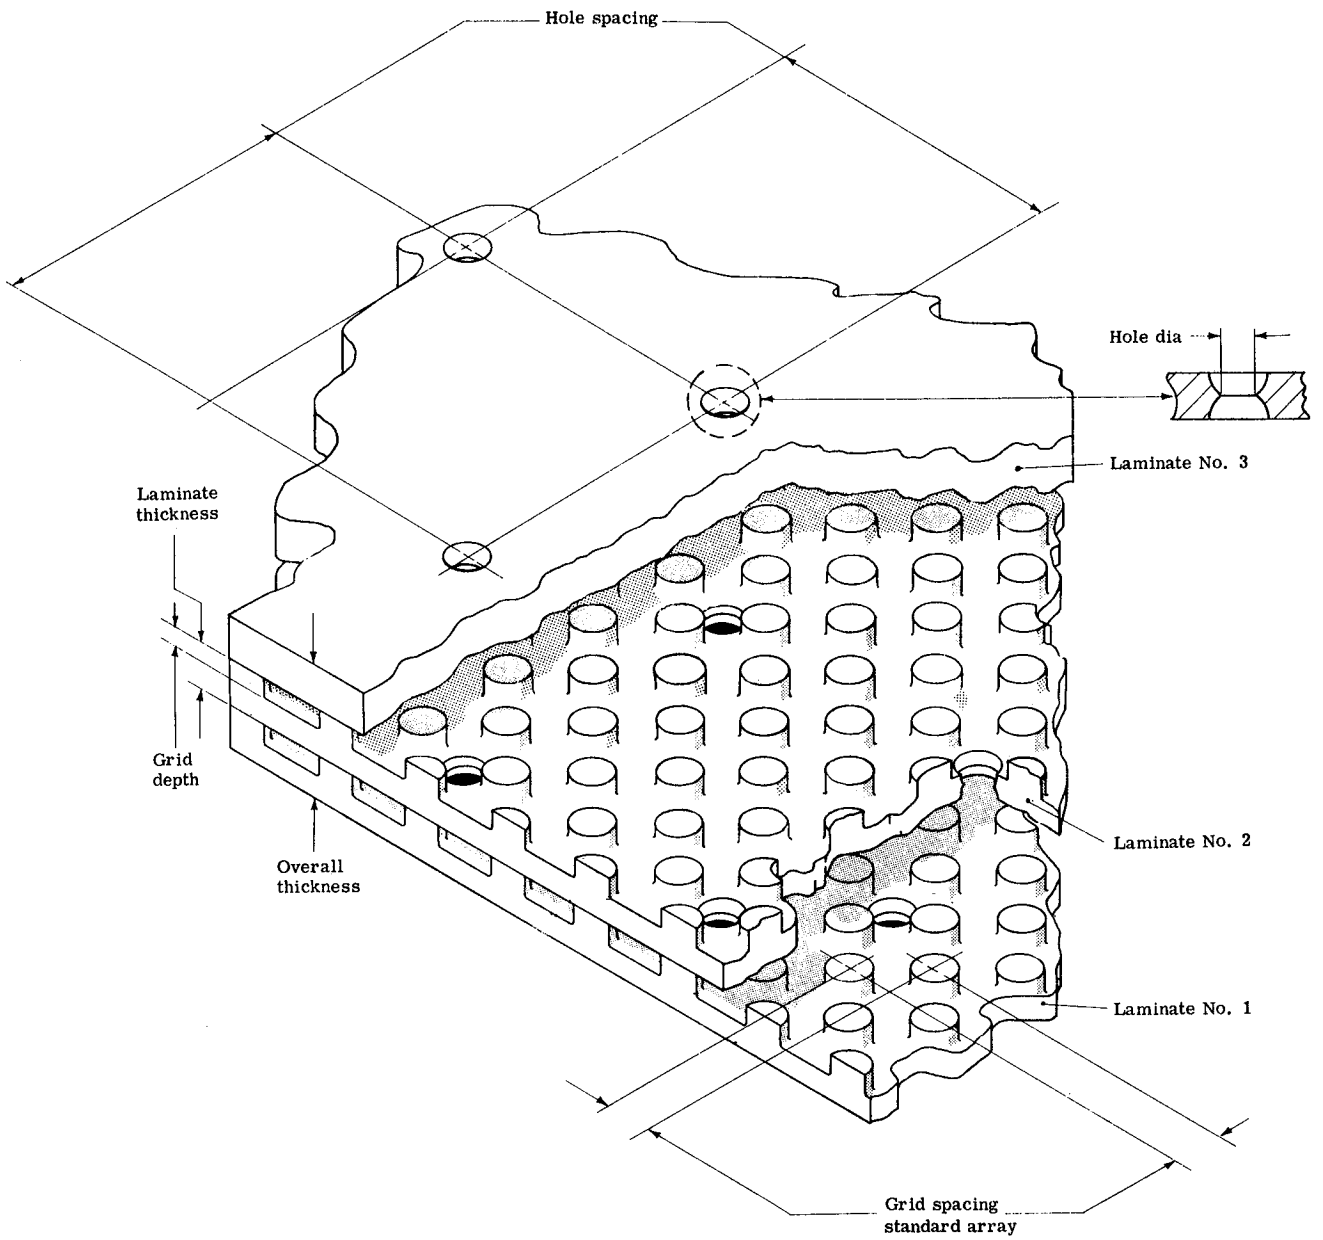 Hole spacing
Hole dia
Laminate No. 3
Laminate
thickness
Grid
depth
Overall
thickness
Laminate No. 2
Laminate No. 1
Grid spacing
standard array